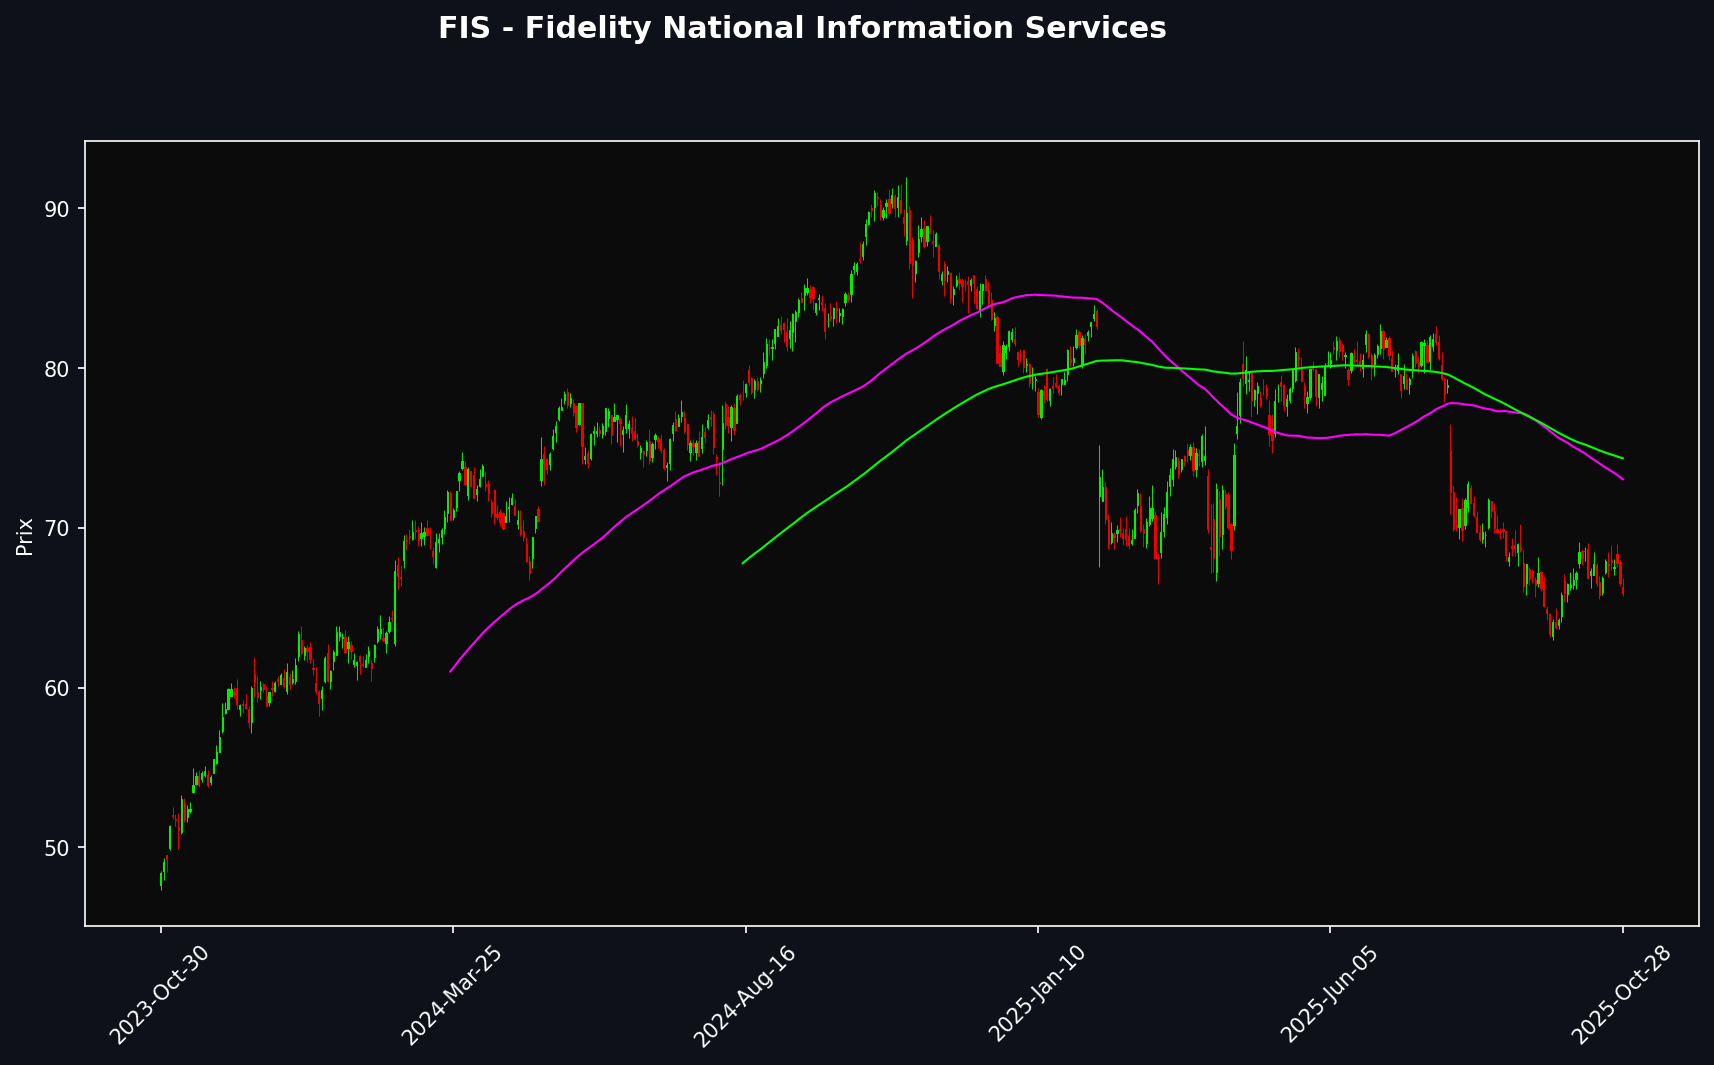 FIS - Fidelity National Information Services
Prix
90
80
70
60
50
2023-Oct-30
2024-Mar-25
2024-Aug-16
2025-Jan-10
2025-Jun-05
2025-Oct-28